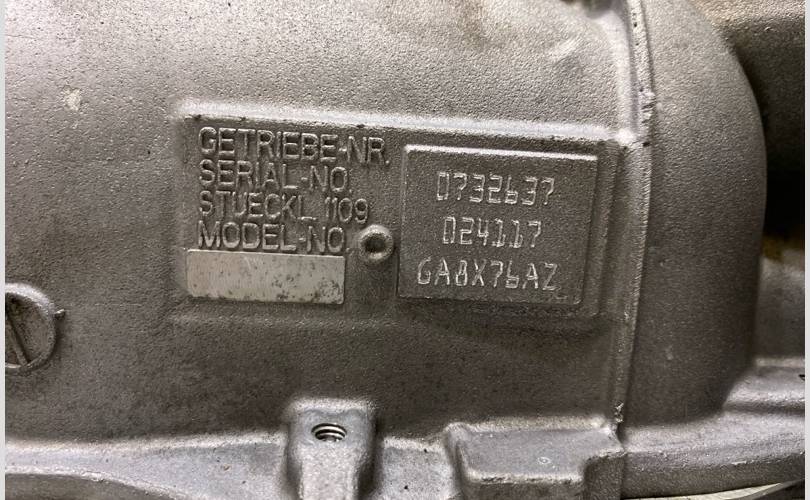 GETRIEBE-NR.
SERIAL-NO.
STUECKL. 1109
MODEL-NO.
0732637
024117
GA8X76AZ